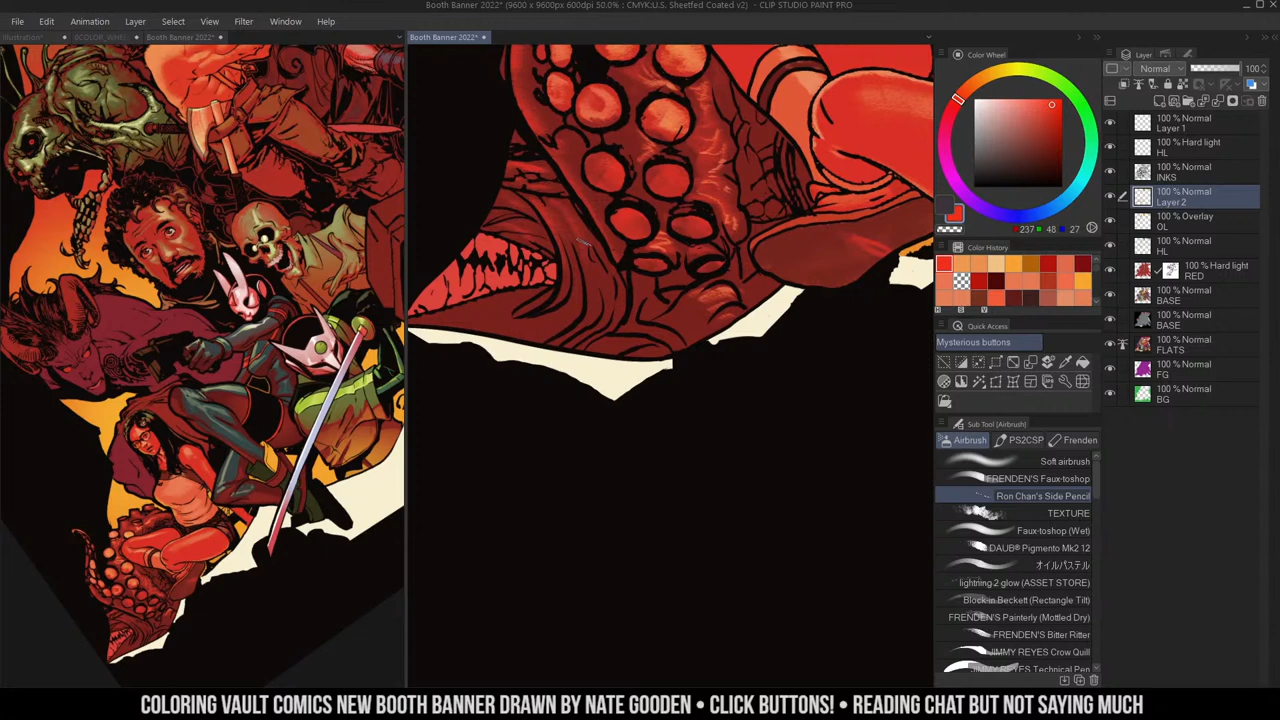 Booth Banner 2022* (9600 x 9600px 600dpi 50.0% : CMYK:U.S. Sheetfed Coated v2) - CLIP STUDIO PAINT PRO
File Edit Animation Layer Select View Filter Window Help
Illustration* Booth Banner 2022* Booth Banner 2022*
Color Wheel
237 48 27
Color History
H S V
Quick Access
Mysterious buttons
Sub Tool [Airbrush]
Airbrush PS2CSP Frenden
Soft airbrush
FRENDEN'S Faux-toshop
Ron Chan's Side Pencil
TEXTURE
Faux-toshop (Wet)
DAUB® Pigmento Mk2 12
オイルパステル
lightning 2 glow (ASSET STORE)
Block-in Beckett (Rectangle Tilt)
FRENDEN'S Painterly (Mottled Dry)
FRENDEN'S Bitter Ritter
JIMMY REYES Crow Quill
JIMMY REYES Technical Pen
Layer
Normal 100
100 % Normal
Layer 1
100 % Hard light
HL
100 % Normal
INKS
100 % Normal
Layer 2
100 % Overlay
OL
100 % Normal
HL
100 % Hard light
RED
100 % Normal
BASE
100 % Normal
BASE
100 % Normal
FLATS
100 % Normal
FG
100 % Normal
BG
COLORING VAULT COMICS NEW BOOTH BANNER DRAWN BY NATE GOODEN • CLICK BUTTONS! • READING CHAT BUT NOT SAYING MUCH